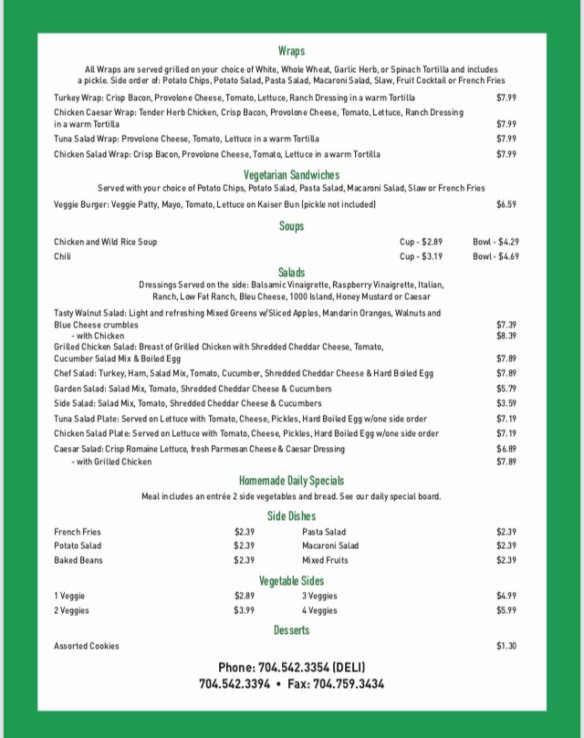 Wraps
All Wraps are served grilled on your choice of White, Whole Wheat, Garlic Herb, or Spinach Tortilla and includes
a pickle. Side order of: Potato Chips, Potato Salad, Pasta Salad, Macaroni Salad, Slaw, Fruit Cocktail or French Fries
Turkey Wrap: Crisp Bacon, Provolone Cheese, Tomato, Lettuce, Ranch Dressing in a warm Tortilla $7.99
Chicken Caesar Wrap: Tender Herb Chicken, Crisp Bacon, Provolone Cheese, Tomato, Lettuce, Ranch Dressing
in a warm Tortilla $7.99
Tuna Salad Wrap: Provolone Cheese, Tomato, Lettuce in a warm Tortilla $7.99
Chicken Salad Wrap: Crisp Bacon, Provolone Cheese, Tomato, Lettuce in a warm Tortilla $7.99
Vegetarian Sandwiches
Served with your choice of Potato Chips, Potato Salad, Pasta Salad, Macaroni Salad, Slaw or French Fries
Veggie Burger: Veggie Patty, Mayo, Tomato, Lettuce on Kaiser Bun (pickle not included) $6.59
Soups
Chicken and Wild Rice Soup Cup - $2.89 Bowl - $4.29
Chili Cup - $3.19 Bowl - $4.69
Salads
Dressings Served on the side: Balsamic Vinaigrette, Raspberry Vinaigrette, Italian,
Ranch, Low Fat Ranch, Bleu Cheese, 1000 Island, Honey Mustard or Caesar
Tasty Walnut Salad: Light and refreshing Mixed Greens w/Sliced Apples, Mandarin Oranges, Walnuts and
Blue Cheese crumbles $7.39
- with Chicken $8.39
Grilled Chicken Salad: Breast of Grilled Chicken with Shredded Cheddar Cheese, Tomato,
Cucumber Salad Mix & Boiled Egg $7.89
Chef Salad: Turkey, Ham, Salad Mix, Tomato, Cucumber, Shredded Cheddar Cheese & Hard Boiled Egg $7.89
Garden Salad: Salad Mix, Tomato, Shredded Cheddar Cheese & Cucumbers $5.79
Side Salad: Salad Mix, Tomato, Shredded Cheddar Cheese & Cucumbers $3.59
Tuna Salad Plate: Served on Lettuce with Tomato, Cheese, Pickles, Hard Boiled Egg w/one side order $7.19
Chicken Salad Plate: Served on Lettuce with Tomato, Cheese, Pickles, Hard Boiled Egg w/one side order $7.19
Caesar Salad: Crisp Romaine Lettuce, fresh Parmesan Cheese & Caesar Dressing $6.89
- with Grilled Chicken $7.89
Homemade Daily Specials
Meal includes an entrée 2 side vegetables and bread. See our daily special board.
Side Dishes
French Fries $2.39 Pasta Salad $2.39
Potato Salad $2.39 Macaroni Salad $2.39
Baked Beans $2.39 Mixed Fruits $2.39
Vegetable Sides
1 Veggie $2.89 3 Veggies $4.99
2 Veggies $3.99 4 Veggies $5.99
Desserts
Assorted Cookies $1.30
Phone: 704.542.3354 (DELI)
704.542.3394 • Fax: 704.759.3434